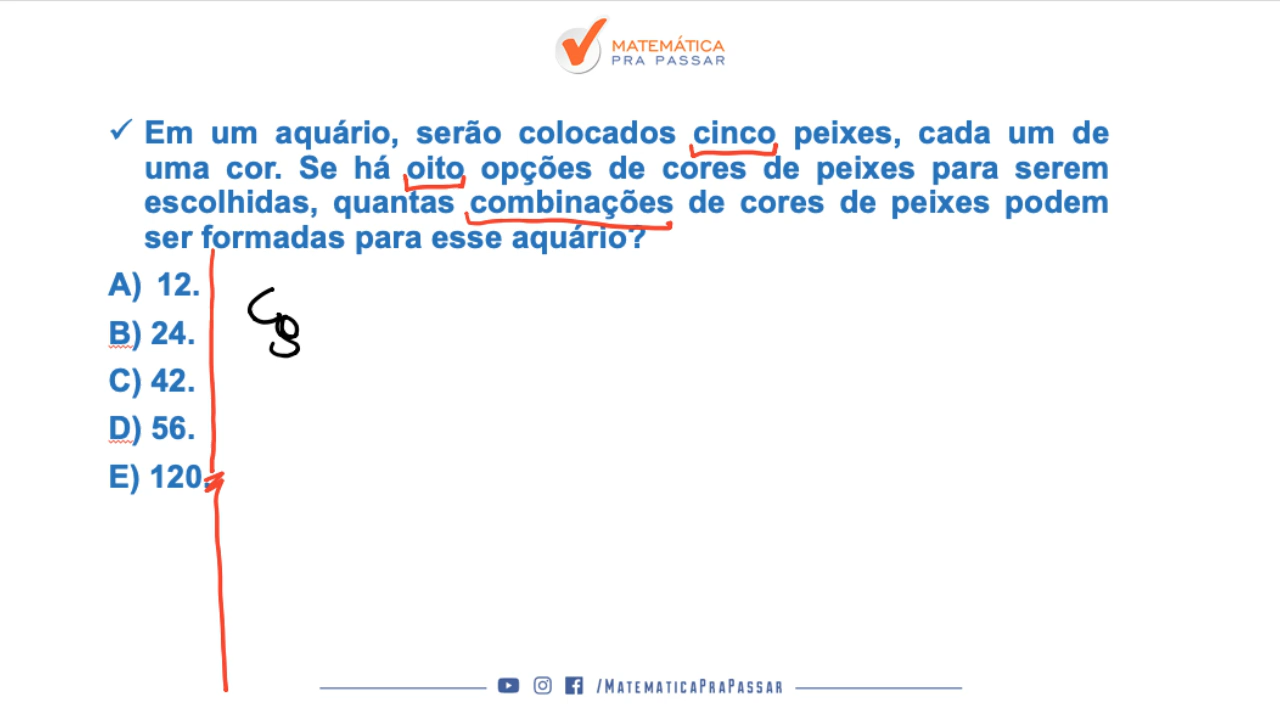 MATEMÁTICA
PRA PASSAR
✓ Em um aquário, serão colocados cinco peixes, cada um de
uma cor. Se há oito opções de cores de peixes para serem
escolhidas, quantas combinações de cores de peixes podem
ser formadas para esse aquário?
A) 12.
B) 24.
C) 42.
D) 56.
E) 120.
C8
/MATEMATICAPRAPASSAR